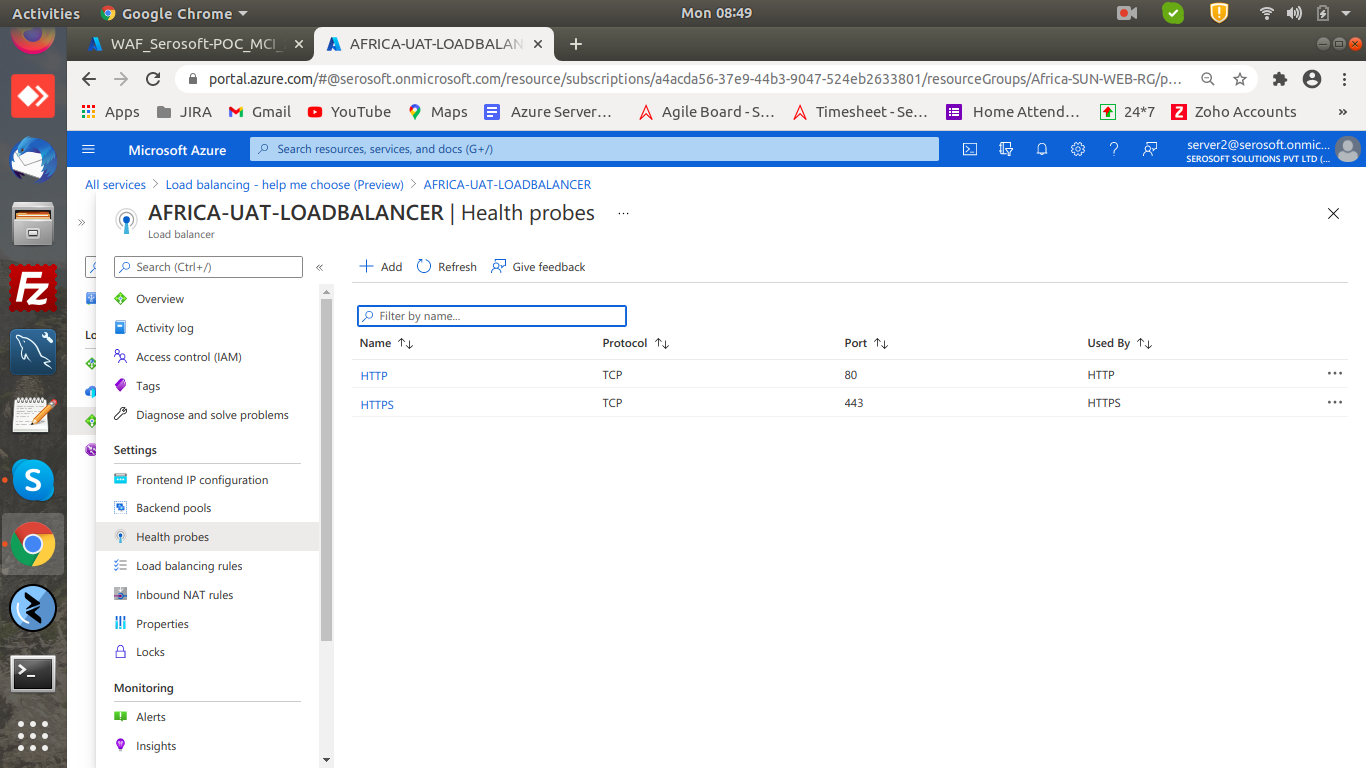 Activities Google Chrome Mon 08:49
WAF_Serosoft-POC_MCI_ AFRICA-UAT-LOADBALAN
portal.azure.com/#@serosoft.onmicrosoft.com/resource/subscriptions/a4acda56-37e9-44b3-9047-524eb2633801/resourceGroups/Africa-SUN-WEB-RG/p...
Apps JIRA Gmail YouTube Maps Azure Server... Agile Board - S... Timesheet - Se... Home Attend... 24*7 Zoho Accounts »
Microsoft Azure Search resources, services, and docs (G+/) server2@serosoft.onmic...
SEROSOFT SOLUTIONS PVT LTD (...
All services > Load balancing - help me choose (Preview) > AFRICA-UAT-LOADBALANCER
AFRICA-UAT-LOADBALANCER | Health probes ...
Load balancer
Search (Ctrl+/) «
Add Refresh Give feedback
Overview
Activity log
Access control (IAM)
Tags
Diagnose and solve problems
Settings
Frontend IP configuration
Backend pools
Health probes
Load balancing rules
Inbound NAT rules
Properties
Locks
Monitoring
Alerts
Insights
Filter by name...
Name Protocol Port Used By
HTTP TCP 80 HTTP
HTTPS TCP 443 HTTPS